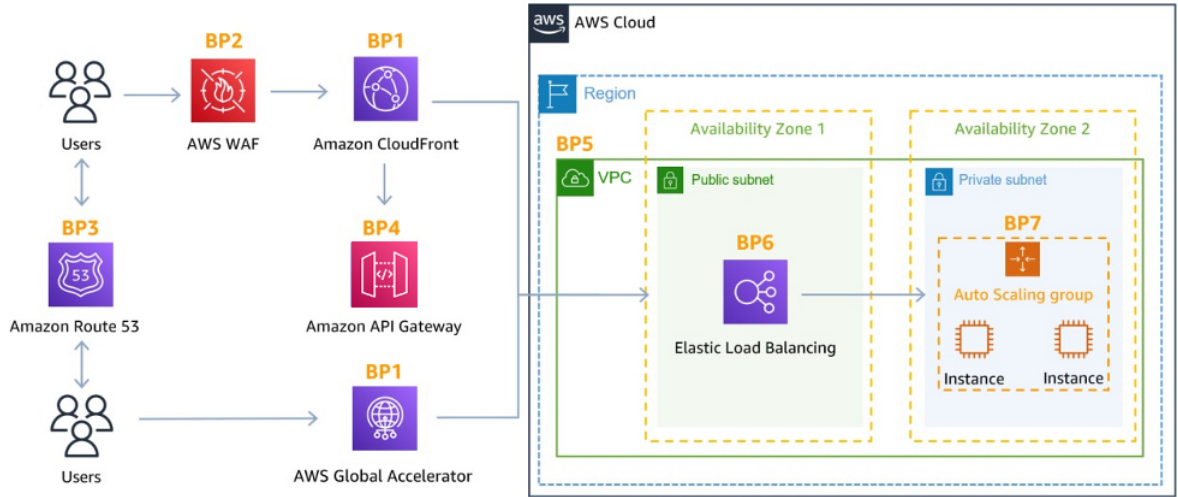 BP2
BP1
Users
AWS WAF
Amazon CloudFront
BP3
BP4
53
</>
Amazon Route 53
Amazon API Gateway
BP1
Users
AWS Global Accelerator
aws
AWS Cloud
Region
Availability Zone 1
Availability Zone 2
BP5
VPC
Public subnet
Private subnet
BP6
BP7
Auto Scaling group
Elastic Load Balancing
Instance
Instance